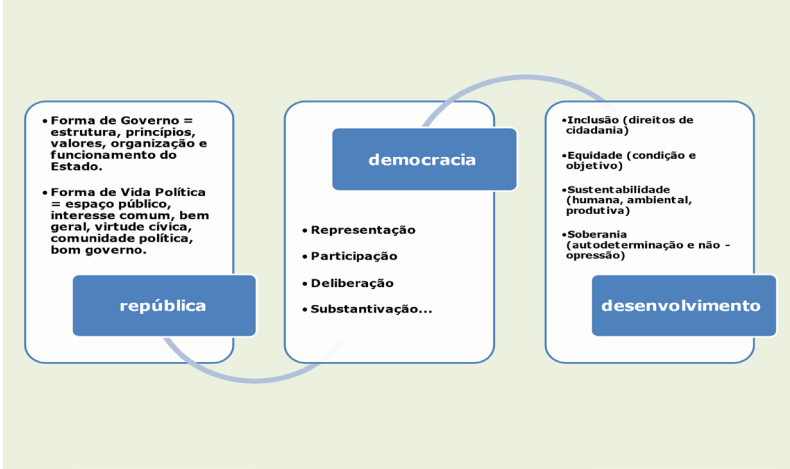 • Forma de Governo =
estrutura, princípios,
valores, organização e
funcionamento do
Estado.
• Forma de Vida Política
= espaço público,
interesse comum, bem
geral, virtude cívica,
comunidade política,
bom governo.
república
democracia
• Representação
• Participação
• Deliberação
• Substantivação...
•Inclusão (direitos de
cidadania)
•Equidade (condição e
objetivo)
•Sustentabilidade
(humana, ambiental,
produtiva)
•Soberania
(autodeterminação e não -
opressão)
desenvolvimento